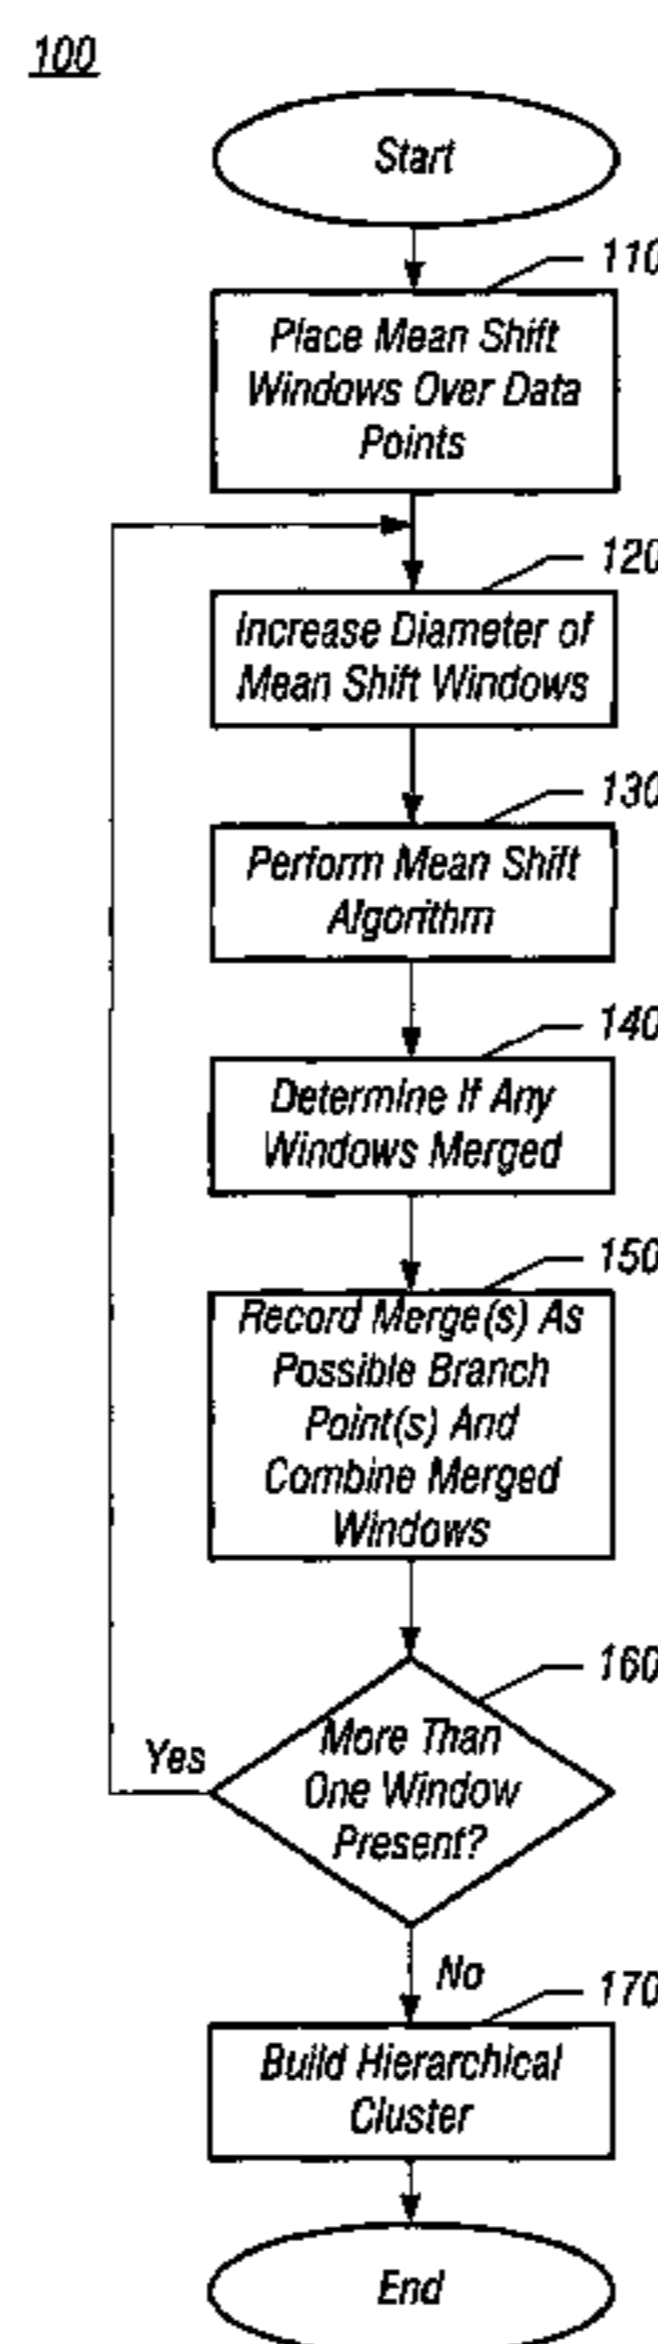 100
Start
110
Place Mean Shift
Windows Over Data
Points
120
Increase Diameter of
Mean Shift Windows
130
Perform Mean Shift
Algorithm
140
Determine If Any
Windows Merged
150
Record Merge(s) As
Possible Branch
Point(s) And
Combine Merged
Windows
160
More Than
One Window
Present?
Yes
No
170
Build Hierarchical
Cluster
End